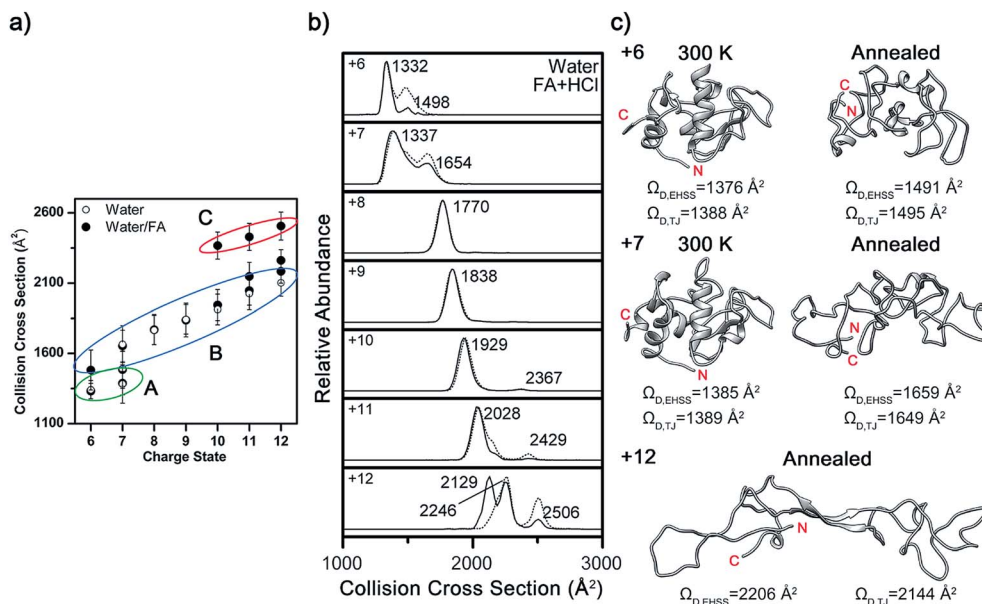 a)
Collision Cross Section (Å²)
2600
2100
1600
1100
Water
Water/FA
C
B
A
6 7 8 9 10 11 12
Charge State
b)
Relative Abundance
+6
1332
1498
Water
FA+HCl
+7
1337
1654
+8
1770
+9
1838
+10
1929
2367
+11
2028
2429
+12
2129
2246
2506
1000 2000 3000
Collision Cross Section (Å²)
c)
+6 300 K Annealed
C
N
C
N
Ω_D,EHSS=1376 Å² Ω_D,EHSS=1491 Å²
Ω_D,TJ=1388 Å² Ω_D,TJ=1495 Å²
+7 300 K Annealed
C
N
N
C
Ω_D,EHSS=1385 Å² Ω_D,EHSS=1659 Å²
Ω_D,TJ=1389 Å² Ω_D,TJ=1649 Å²
+12 Annealed
N
C
Ω_D,EHSS=2206 Å² Ω_D,TJ=2144 Å²